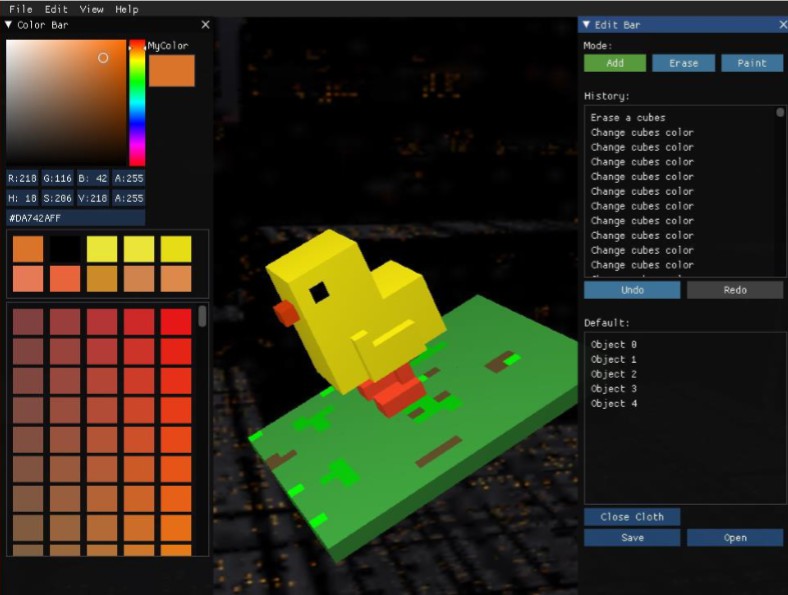 File Edit View Help
Color Bar
MyColor
R:218 G:116 B: 42 A:255
H: 18 S:206 V:218 A:255
#DA742AFF
Edit Bar
Mode:
Add Erase Paint
History:
Erase a cubes
Change cubes color
Change cubes color
Change cubes color
Change cubes color
Change cubes color
Change cubes color
Change cubes color
Change cubes color
Change cubes color
Change cubes color
Undo Redo
Default:
Object 0
Object 1
Object 2
Object 3
Object 4
Close Cloth
Save Open